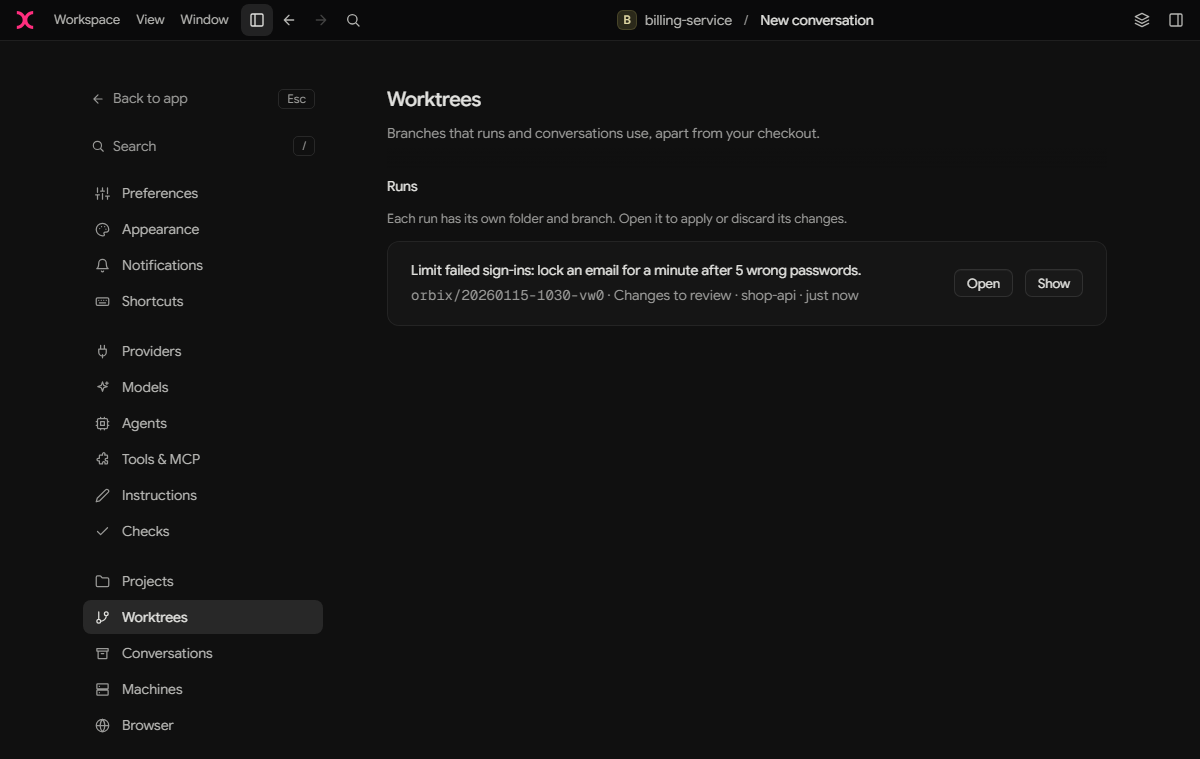 Workspace View Window
B billing-service / New conversation
Back to app Esc
Search /
Preferences
Appearance
Notifications
Shortcuts
Providers
Models
Agents
Tools & MCP
Instructions
Checks
Projects
Worktrees
Conversations
Machines
Browser
Worktrees
Branches that runs and conversations use, apart from your checkout.
Runs
Each run has its own folder and branch. Open it to apply or discard its changes.
Limit failed sign-ins: lock an email for a minute after 5 wrong passwords.
orbix/20260115-1030-vw0 · Changes to review · shop-api · just now
Open Show